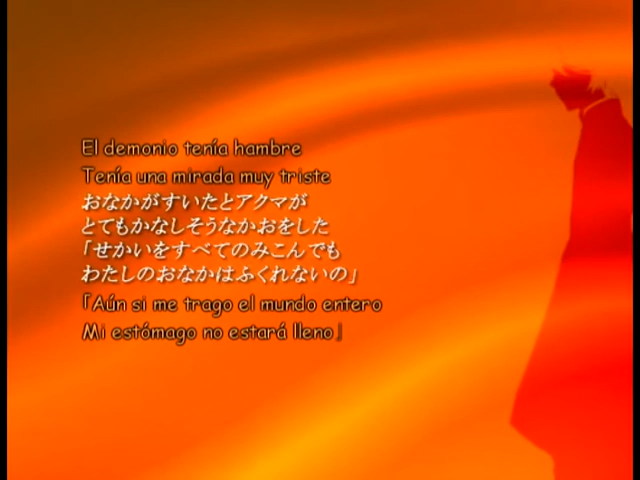 El demonio tenía hambre
Tenía una mirada muy triste
おなかがすいたとアクマが
とてもかなしそうなかおをした
「せかいをすべてのみこんでも
わたしのおなかはふくれないの」
「Aún si me trago el mundo entero
Mi estómago no estará lleno」